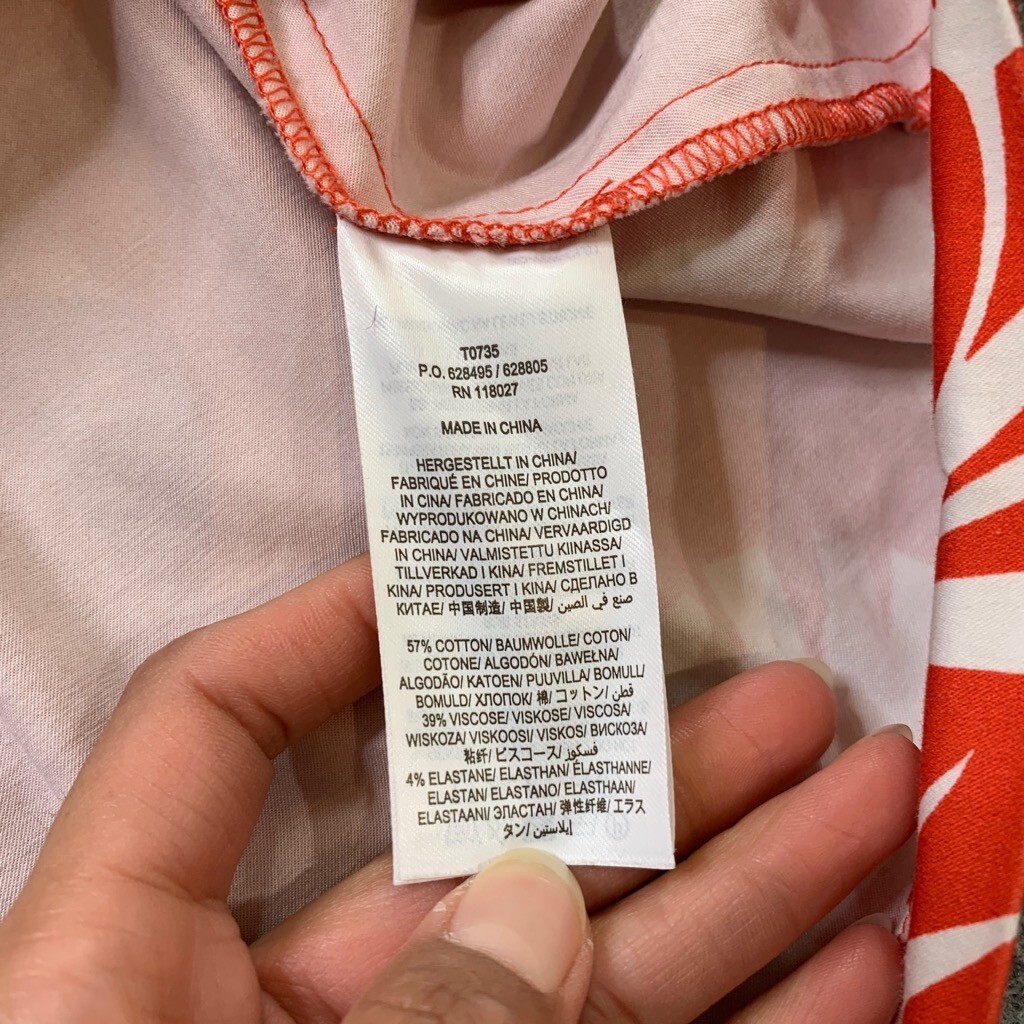 T0735
P.O. 628495 / 628805
RN 118027
MADE IN CHINA
HERGESTELLT IN CHINA/
FABRIQUÉ EN CHINE/ PRODOTTO
IN CINA/ FABRICADO EN CHINA/
WYPRODUKOWANO W CHINACH/
FABRICADO NA CHINA/ VERVAARDIGD
IN CHINA/ VALMISTETTU KIINASSA/
TILLVERKAD I KINA/ FREMSTILLET I
KINA/ PRODUSERT I KINA/ СДЕЛАНО В
КИТАЕ/ 中国制造/ 中国製/ صنع في الصين
57% COTTON/ BAUMWOLLE/ COTON/
COTONE/ ALGODÓN/ BAWEŁNA/
ALGODÃO/ KATOEN/ PUUVILLA/ BOMULL/
BOMULD/ ХЛОПОК/ 棉/ コットン/ قطن
39% VISCOSE/ VISKOSE/ VISCOSA/
WISKOZA/ VISKOOSI/ VISKOS/ ВИСКОЗА/
粘纤/ ビスコース/ فسكوز
4% ELASTANE/ ELASTHAN/ ÉLASTHANNE/
ELASTAN/ ELASTANO/ ELASTHAAN/
ELASTAANI/ ЭЛАСТАН/ 弹性纤维/ エラス
タン/ إيلاستين